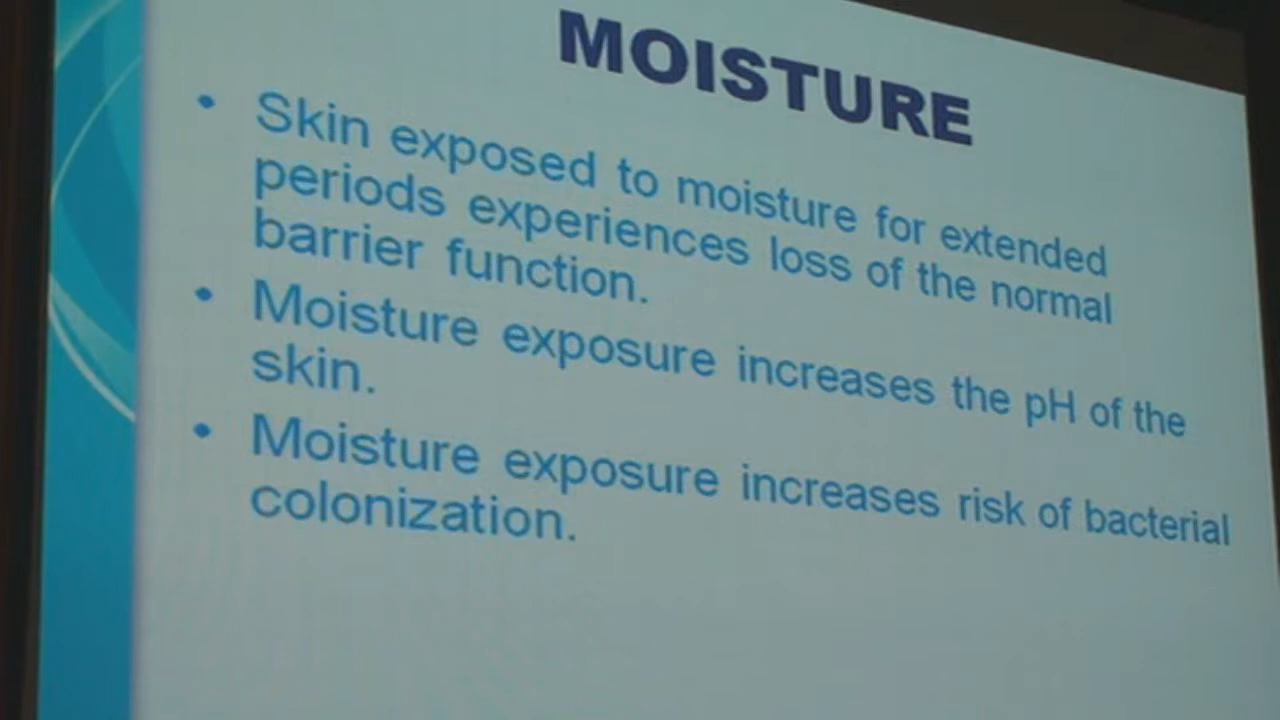 MOISTURE
• Skin exposed to moisture for extended
periods experiences loss of the normal
barrier function.
• Moisture exposure increases the pH of the
skin.
• Moisture exposure increases risk of bacterial
colonization.